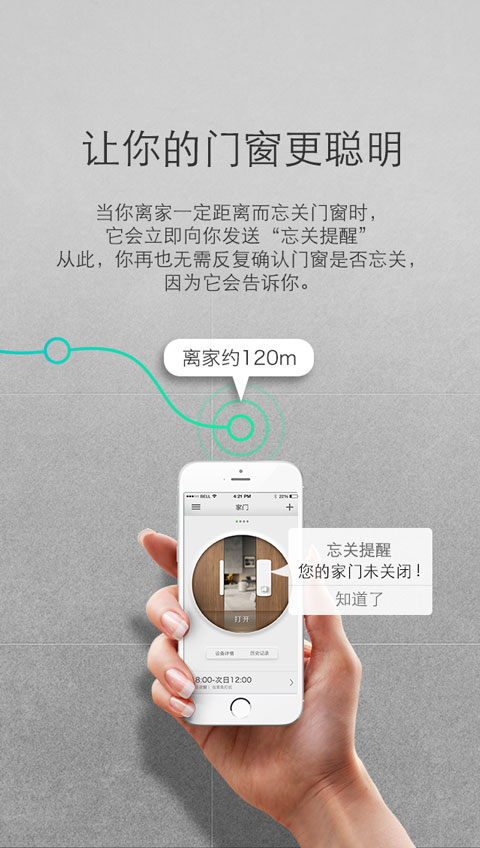 让你的门窗更聪明
当你离家一定距离而忘关门窗时，
它会立即向你发送“忘关提醒”
从此，你再也无需反复确认门窗是否忘关，
因为它会告诉你。
离家约120m
BELL 4:21 PM 22%
家门
忘关提醒
您的家门未关闭！
知道了
打开
设备详情 历史记录
8:00-次日12:00